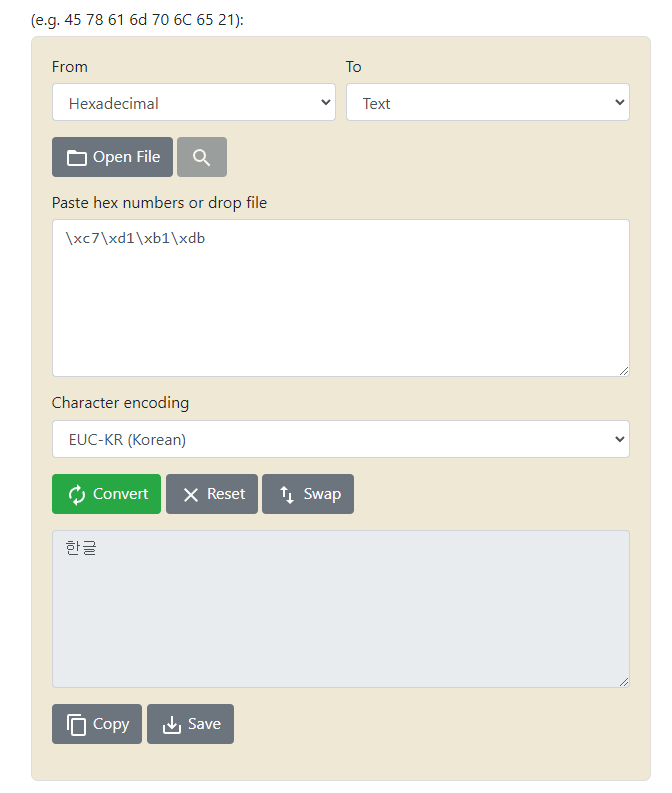 (e.g. 45 78 61 6d 70 6C 65 21):
From To
Hexadecimal Text
Open File
Paste hex numbers or drop file
\xc7\xd1\xb1\xdb
Character encoding
EUC-KR (Korean)
Convert Reset Swap
한글
Copy Save